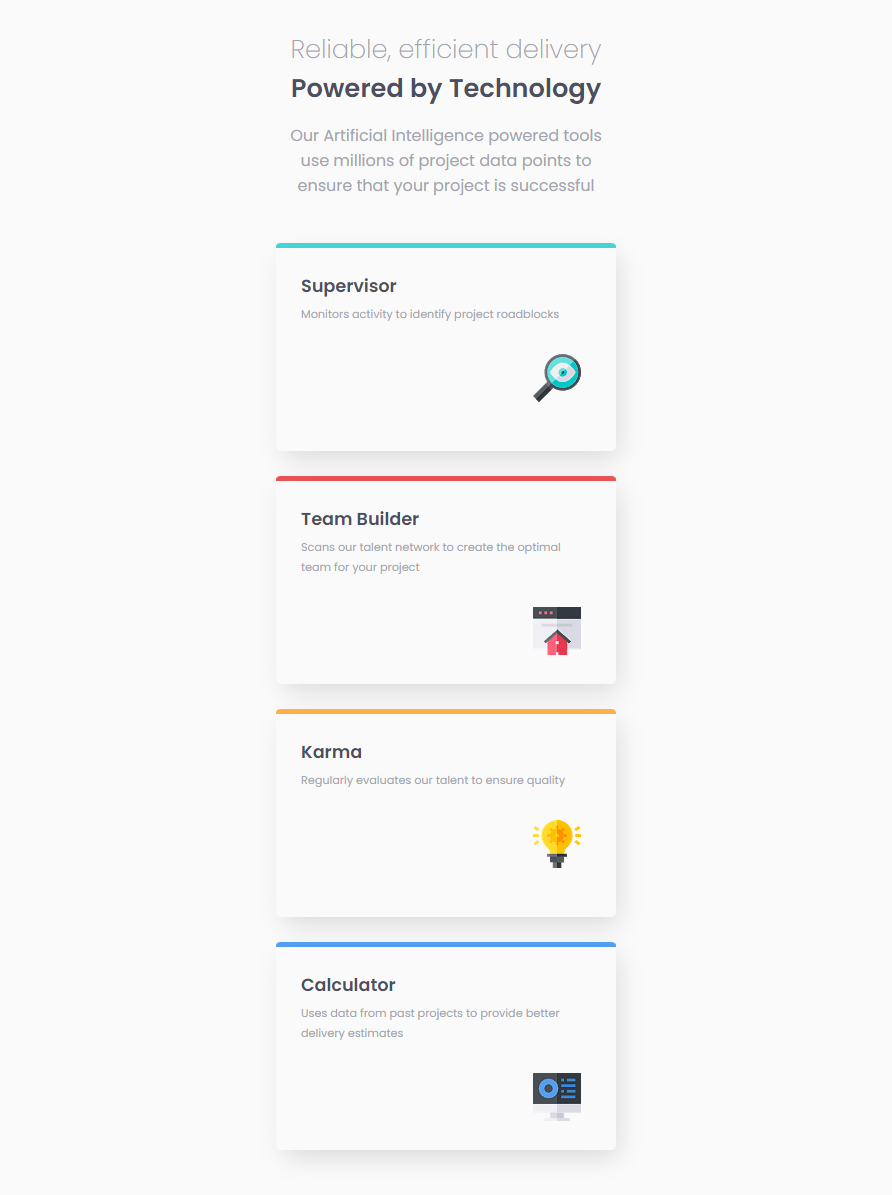 Reliable, efficient delivery
Powered by Technology
Our Artificial Intelligence powered tools
use millions of project data points to
ensure that your project is successful
Supervisor
Monitors activity to identify project roadblocks
Team Builder
Scans our talent network to create the optimal
team for your project
Karma
Regularly evaluates our talent to ensure quality
Calculator
Uses data from past projects to provide better
delivery estimates